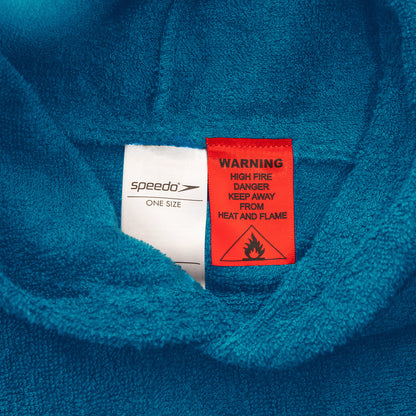 speedo
ONE SIZE
WARNING
HIGH FIRE
DANGER
KEEP AWAY
FROM
HEAT AND FLAME